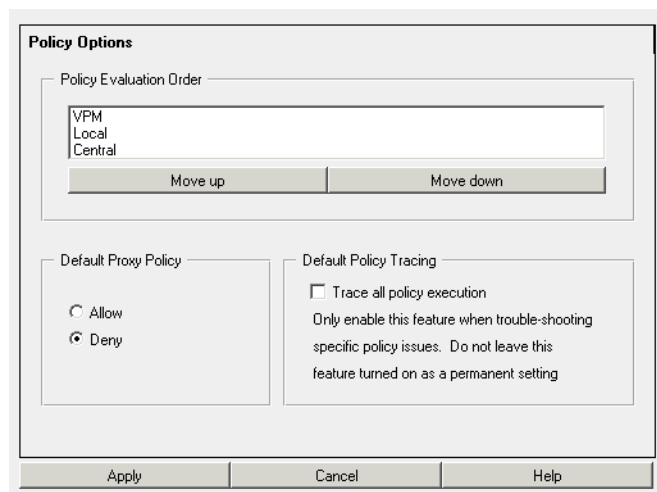 Policy Options
Policy Evaluation Order
VPM
Local
Central
Move up
Move down
Default Proxy Policy
Allow
Deny
Default Policy Tracing
Trace all policy execution
Only enable this feature when trouble-shooting
specific policy issues. Do not leave this
feature turned on as a permanent setting
Apply
Cancel
Help